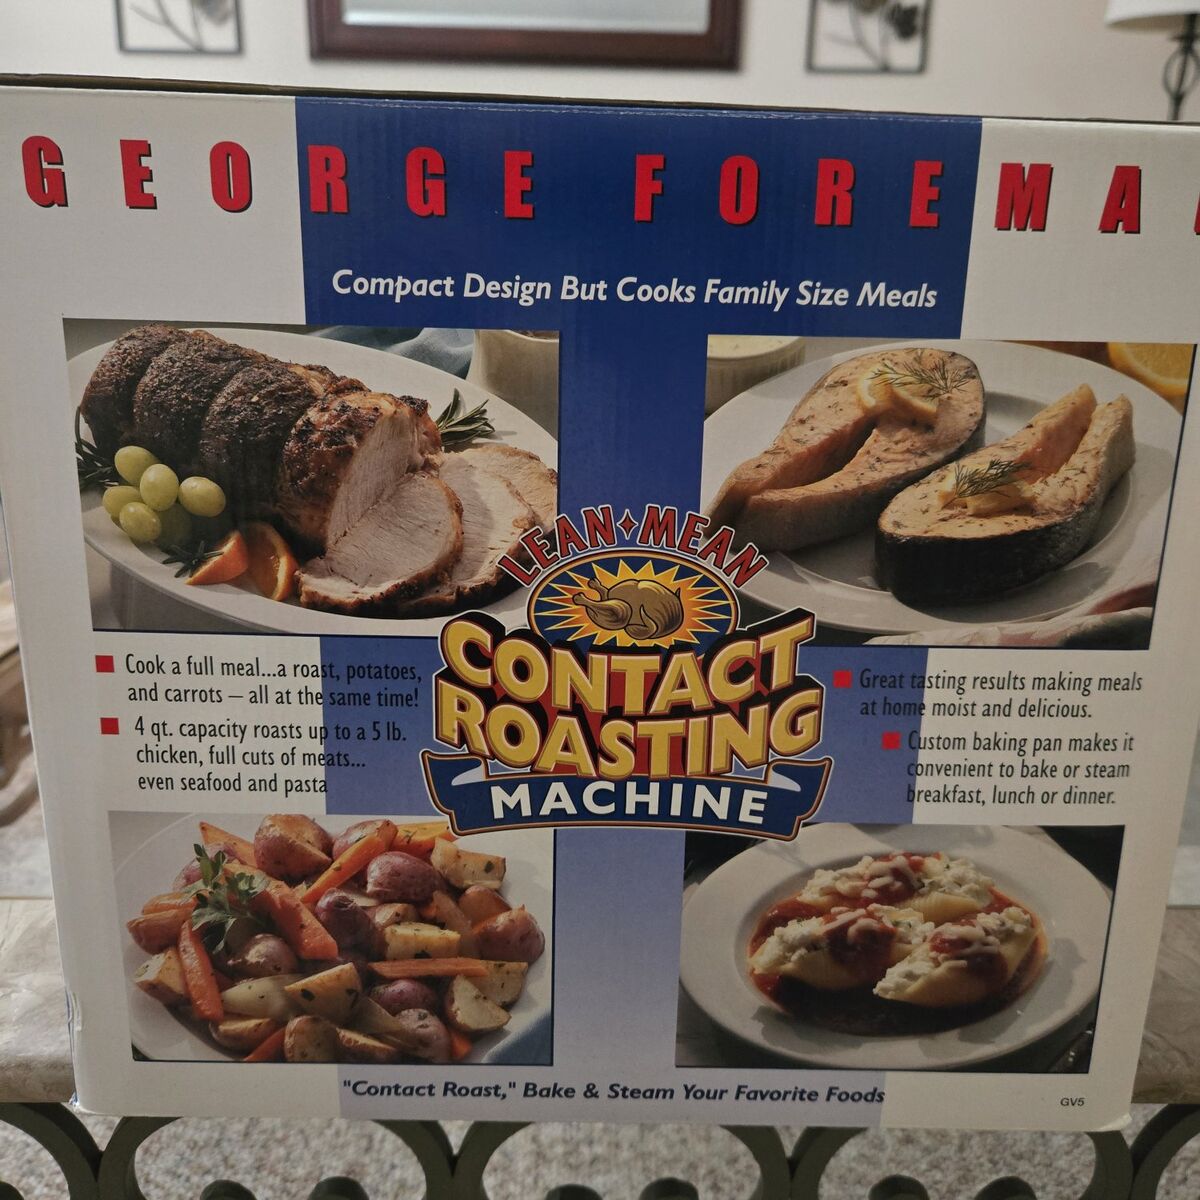 GEORGE FOREMA
Compact Design But Cooks Family Size Meals
LEAN MEAN
CONTACT
ROASTING
MACHINE
Cook a full meal...a roast, potatoes,
and carrots – all at the same time!
4 qt. capacity roasts up to a 5 lb.
chicken, full cuts of meats...
even seafood and pasta
Great tasting results making meals
at home moist and delicious.
Custom baking pan makes it
convenient to bake or steam
breakfast, lunch or dinner.
"Contact Roast," Bake & Steam Your Favorite Foods
GV5